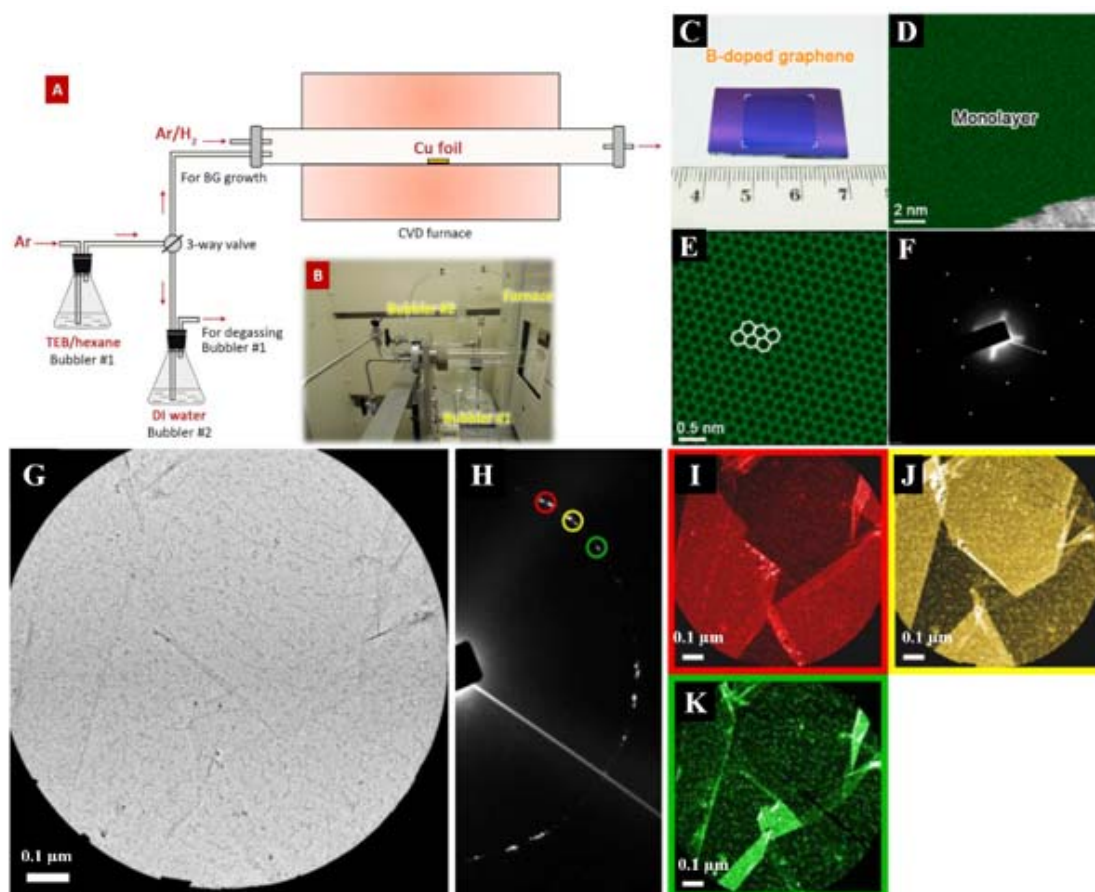 A
Ar/H2
Cu foil
For BG growth
Ar
3-way valve
CVD furnace
TEB/hexane
Bubbler #1
For degassing
Bubbler #1
DI water
Bubbler #2
B
Bubbler #2
Furnace
Bubbler #1
C
B-doped graphene
4 5 6 7
D
Monolayer
2 nm
E
0.5 nm
F
G
0.1 µm
H
I
0.1 µm
J
0.1 µm
K
0.1 µm